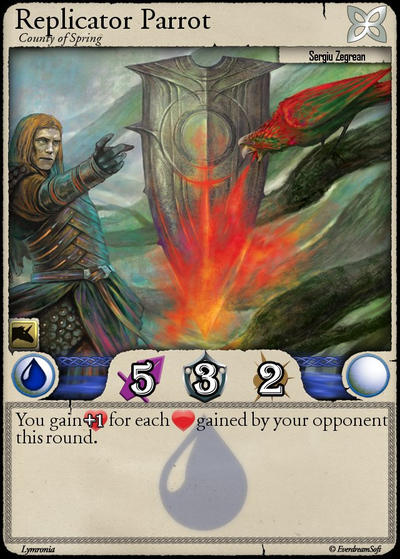 Replicator Parrot
County of Spring
Sergiu Zegrean
5 3 2
You gain +1 for each gained by your opponent
this round.
Lymronia © EverdreamSoft